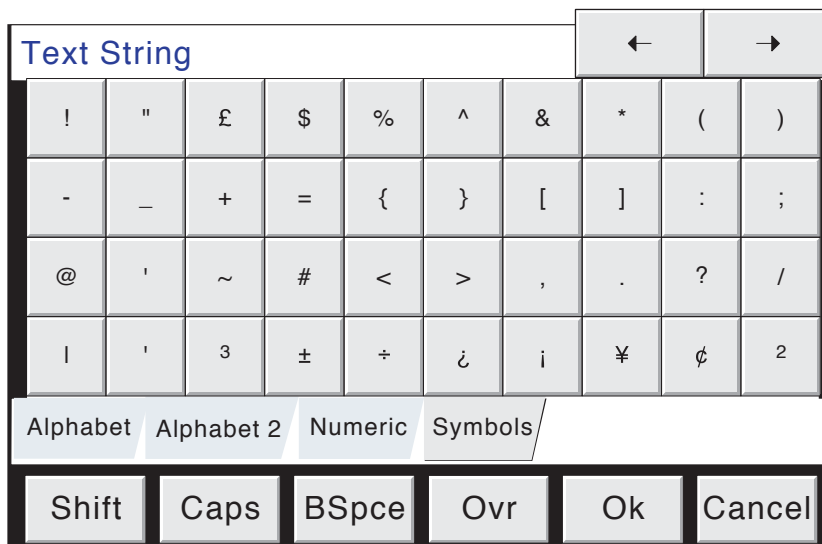 Text String ← →
! " £ $ % ^ & * ( )
- _ + = { } [ ] : ;
@ ' ~ # < > , . ? /
| ' ³ ± ÷ ¿ ¡ ¥ ¢ ²
Alphabet Alphabet 2 Numeric Symbols
Shift Caps BSpce Ovr Ok Cancel